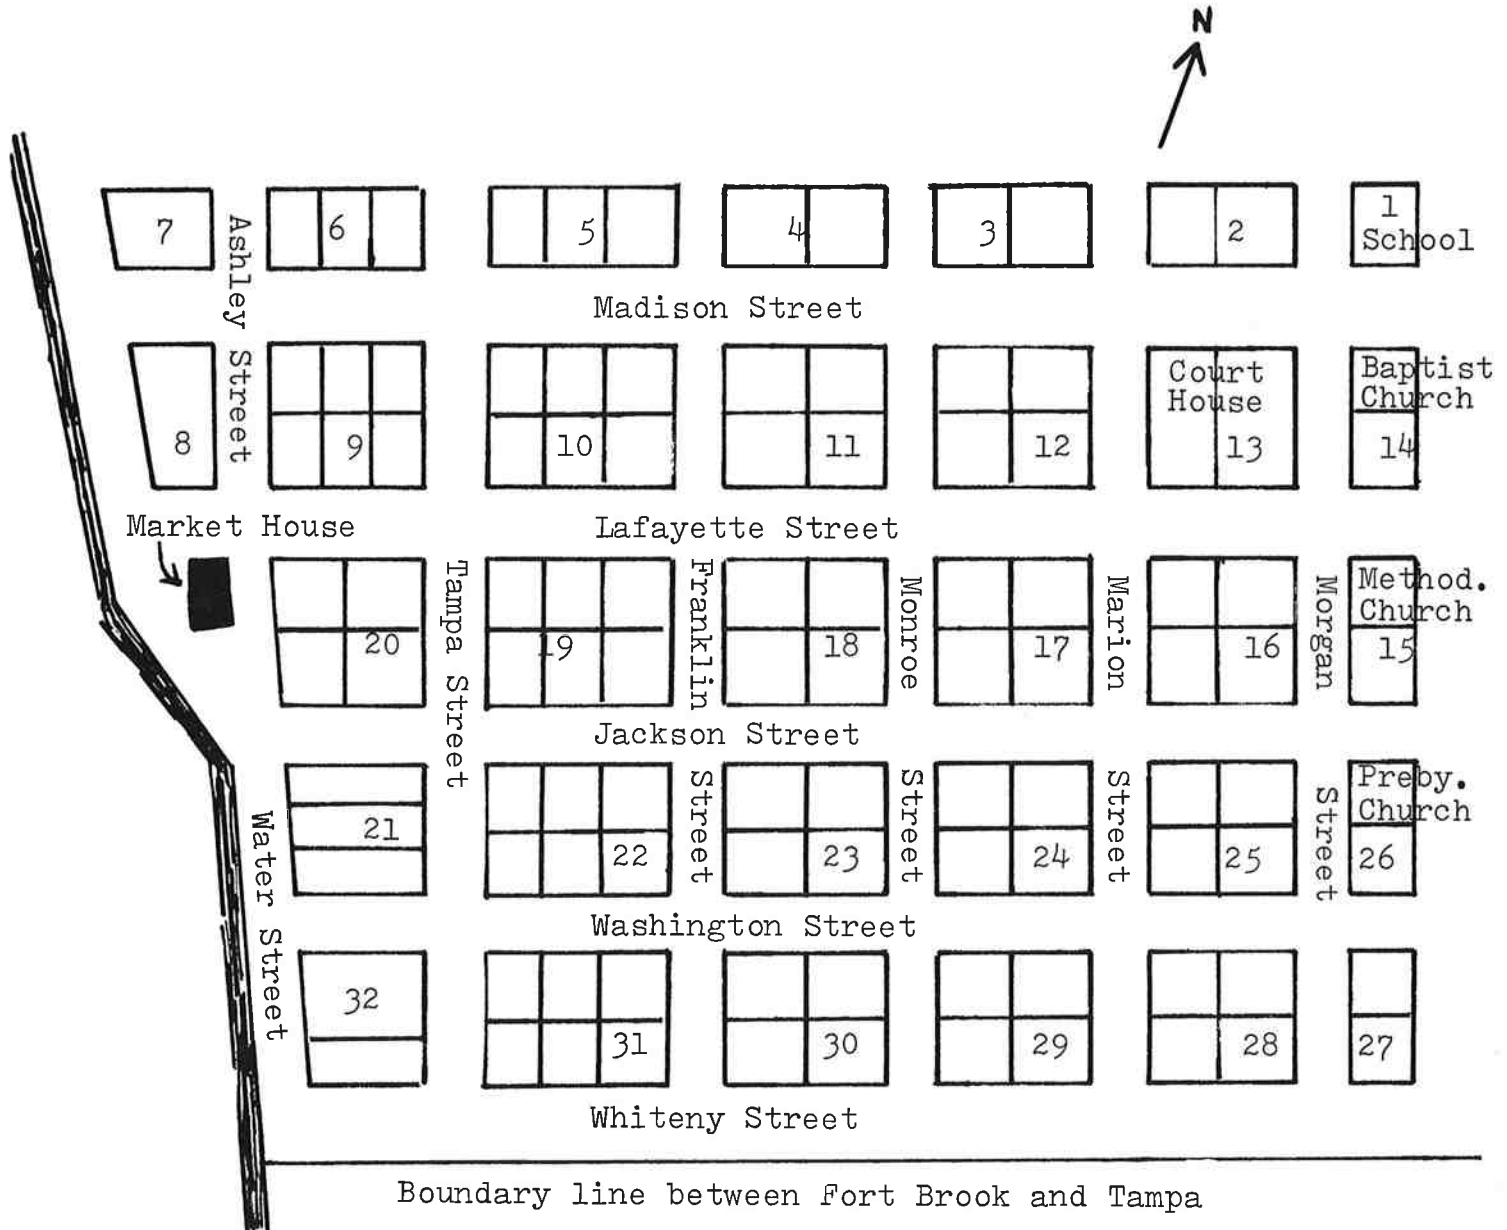 N
7
6
5
4
3
2
1
School
Ashley Street
Madison Street
8
9
10
11
12
Court
House
13
Baptist
Church
14
Market House
Lafayette Street
20
Tampa Street
19
Franklin Street
18
Monroe Street
17
Marion Street
16
Morgan Street
Method.
Church
15
Jackson Street
21
Water Street
22
23
24
25
Preby.
Church
26
Washington Street
32
31
30
29
28
27
Whiteny Street
Boundary line between Fort Brook and Tampa